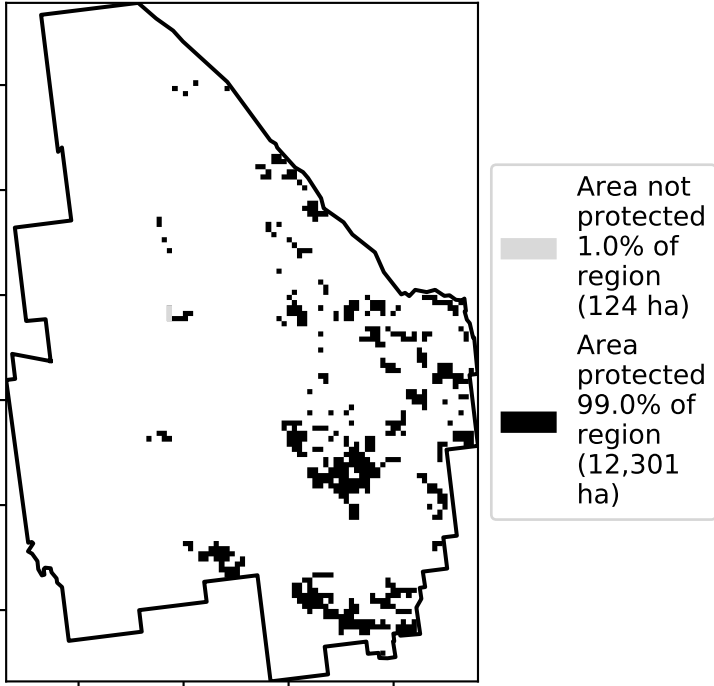 Area not
protected
1.0% of
region
(124 ha)
Area
protected
99.0% of
region
(12,301
ha)